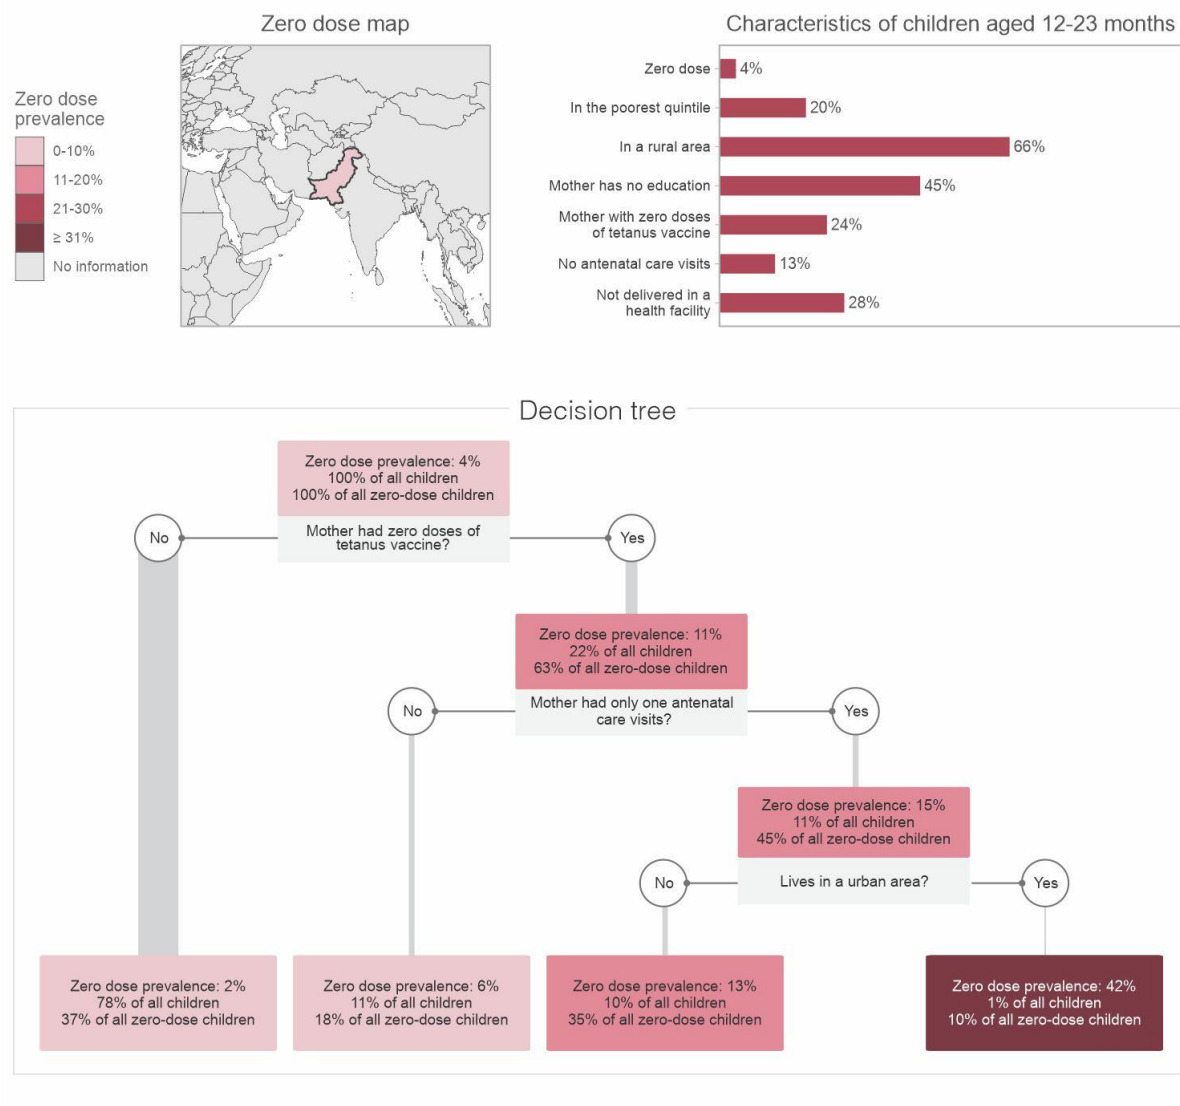 Zero dose map
Zero dose
prevalence
0-10%
11-20%
21-30%
≥ 31%
No information
Characteristics of children aged 12-23 months
Zero dose 4%
In the poorest quintile 20%
In a rural area 66%
Mother has no education 45%
Mother with zero doses
of tetanus vaccine 24%
No antenatal care visits 13%
Not delivered in a
health facility 28%
Decision tree
Zero dose prevalence: 4%
100% of all children
100% of all zero-dose children
Mother had zero doses of
tetanus vaccine?
No
Yes
Zero dose prevalence: 11%
22% of all children
63% of all zero-dose children
Mother had only one antenatal
care visits?
No
Yes
Zero dose prevalence: 15%
11% of all children
45% of all zero-dose children
Lives in a urban area?
No
Yes
Zero dose prevalence: 2%
78% of all children
37% of all zero-dose children
Zero dose prevalence: 6%
11% of all children
18% of all zero-dose children
Zero dose prevalence: 13%
10% of all children
35% of all zero-dose children
Zero dose prevalence: 42%
1% of all children
10% of all zero-dose children